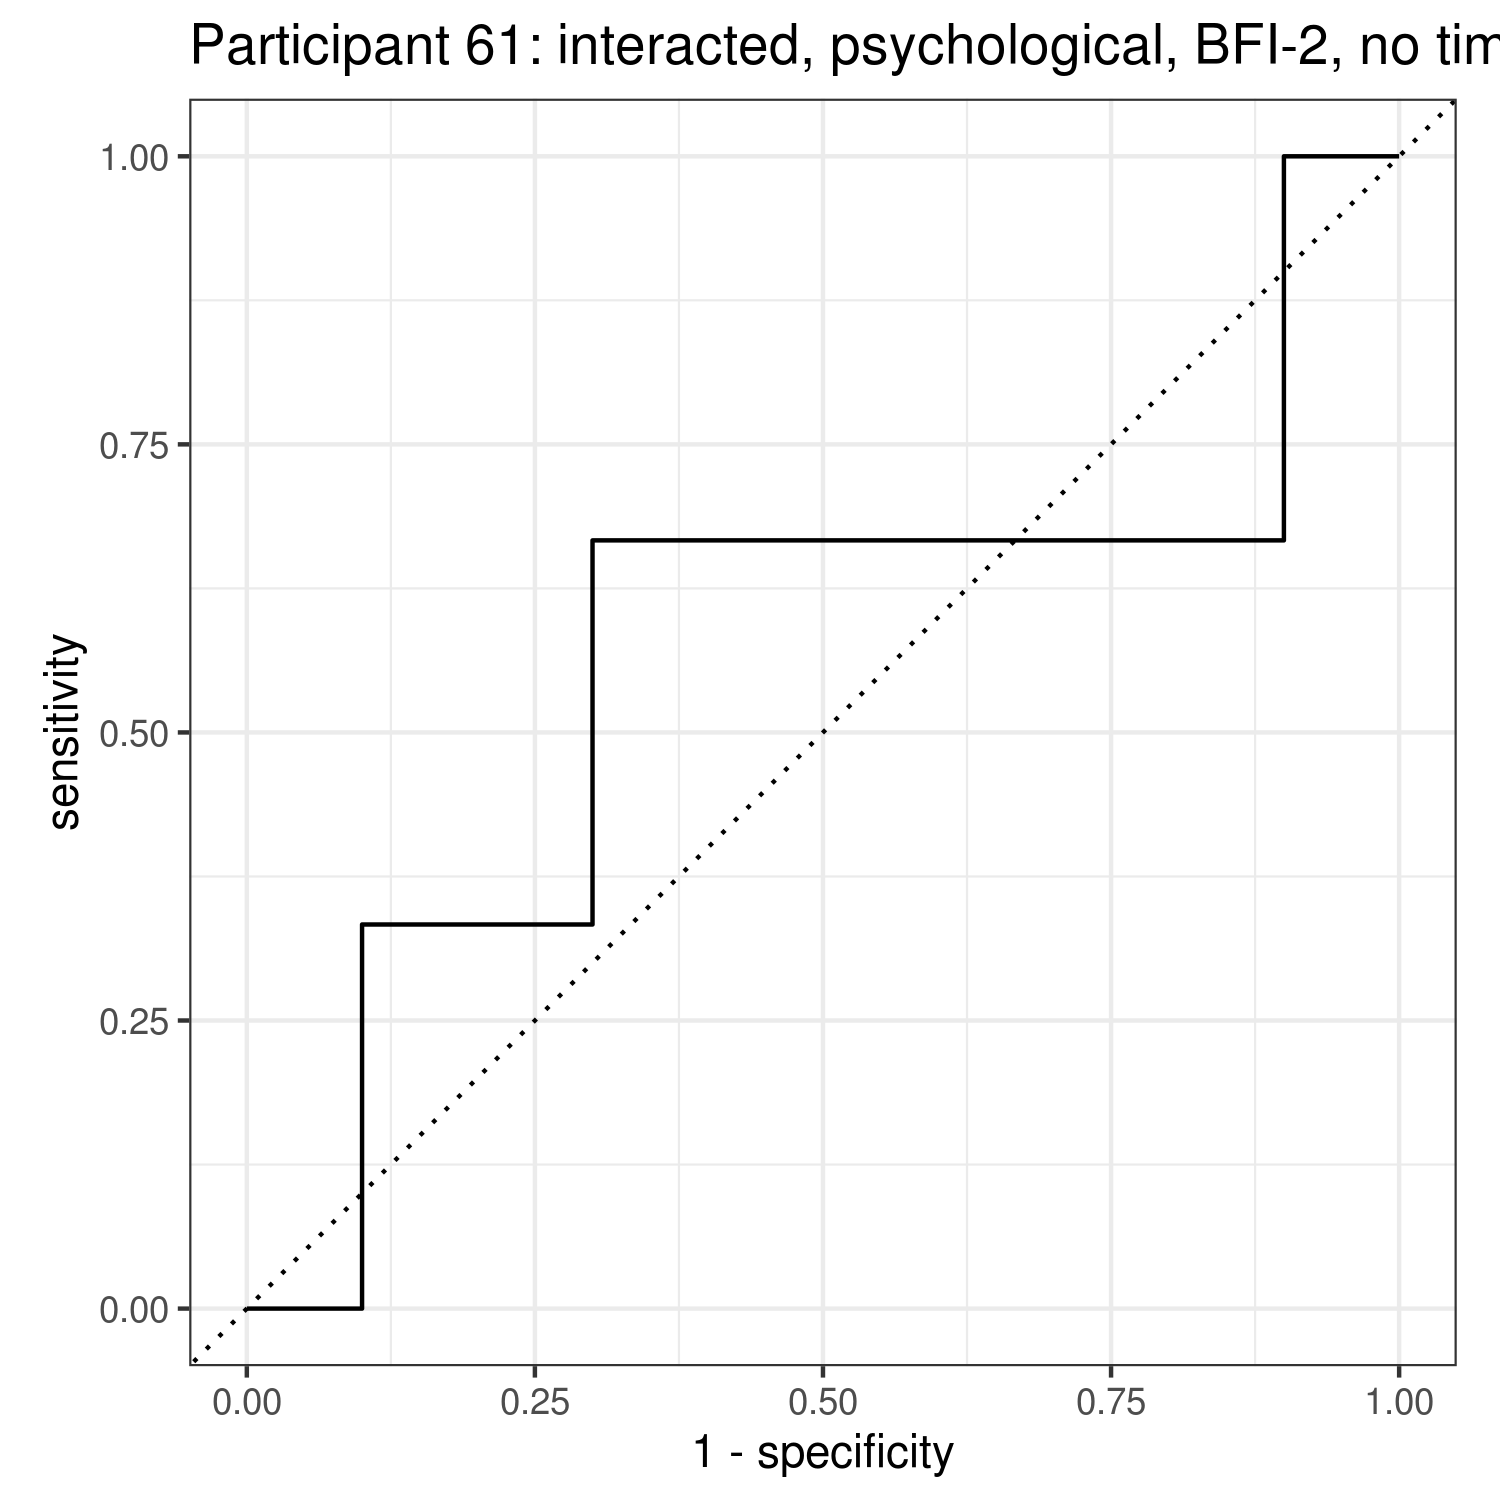 Participant 61: interacted, psychological, BFI-2, no
1.00
0.75
0.50
0.25
0.00
sensitivity
0.00 0.25 0.50 0.75 1.00
1 - specificity